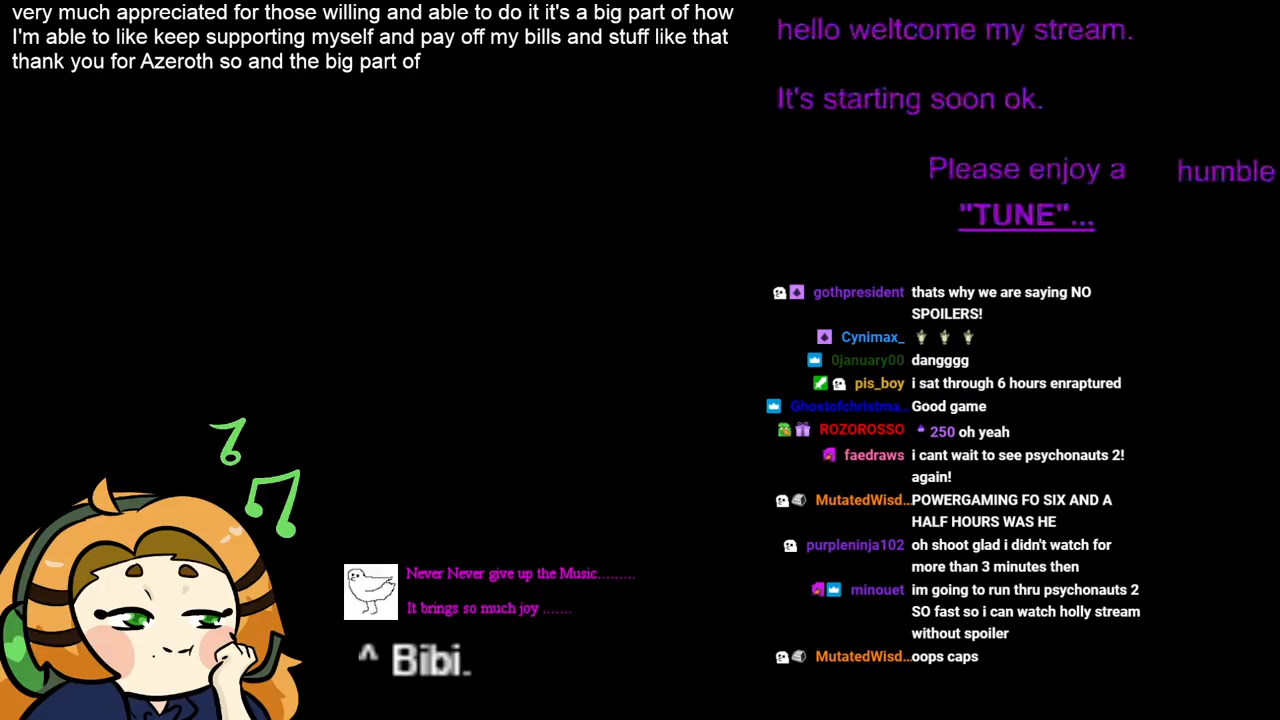 very much appreciated for those willing and able to do it it's a big part of how
I'm able to like keep supporting myself and pay off my bills and stuff like that
thank you for Azeroth so and the big part of
hello weltcome my stream.
It's starting soon ok.
Please enjoy a humble
"TUNE"...
gothpresident thats why we are saying NO
SPOILERS!
Cynimax_
0january00 dangggg
pis_boy i sat through 6 hours enraptured
Ghostofchristma... Good game
ROZOROSSO 250 oh yeah
faedraws i cant wait to see psychonauts 2!
again!
MutatedWisd... POWERGAMING FO SIX AND A
HALF HOURS WAS HE
purpleninja102 oh shoot glad i didn't watch for
more than 3 minutes then
minouet im going to run thru psychonauts 2
SO fast so i can watch holly stream
without spoiler
MutatedWisd... oops caps
Never Never give up the Music.........
It brings so much joy .......
^ Bibi.